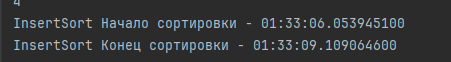 4
InsertSort Начало сортировки - 01:33:06.053945100
InsertSort Конец сортировки - 01:33:09.109064600